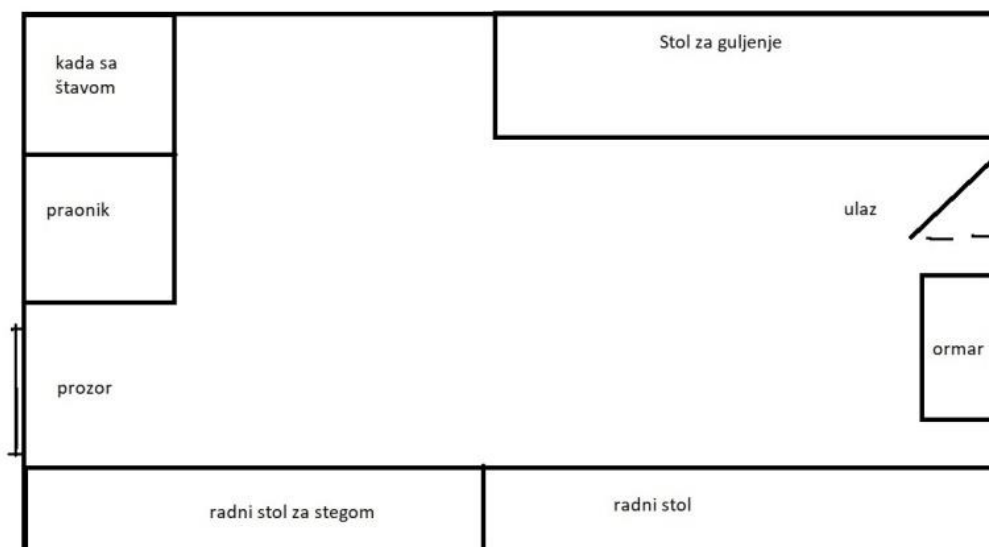 Stol za guljenje
kada sa
štavom
praonik
ulaz
ormar
prozor
radni stol za stegom
radni stol